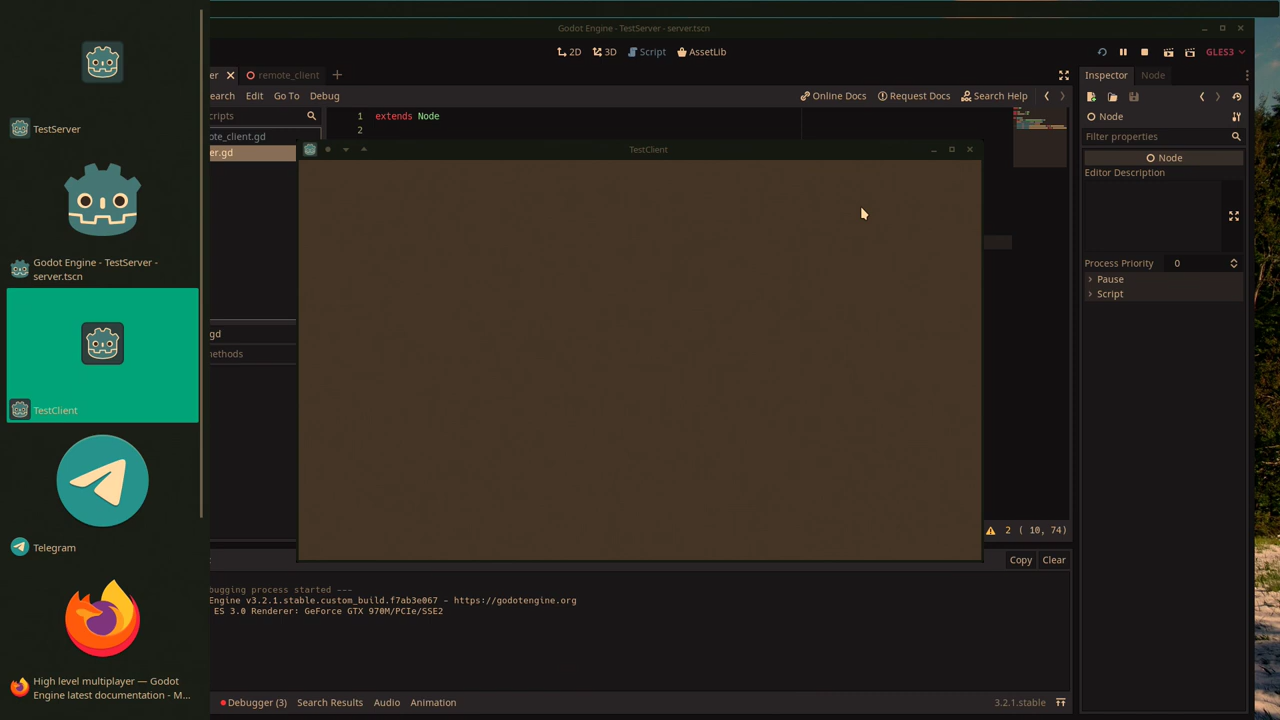 TestServer
Godot Engine - TestServer -
server.tscn
TestClient
Telegram
High level multiplayer — Godot
Engine latest documentation - M...
Godot Engine - TestServer - server.tscn
2D
3D
Script
AssetLib
GLES3
er
remote_client
earch
Edit
Go To
Debug
Online Docs
Request Docs
Search Help
cripts
ote_client.gd
er.gd
1 extends Node
2
TestClient
gd
ethods
2 ( 10, 74)
Copy
Clear
bugging process started ---
Engine v3.2.1.stable.custom_build.f7ab3e067 - https://godotengine.org
ES 3.0 Renderer: GeForce GTX 970M/PCIe/SSE2
Debugger (3)
Search Results
Audio
Animation
3.2.1.stable
Inspector
Node
Node
Filter properties
Node
Editor Description
Process Priority
0
Pause
Script